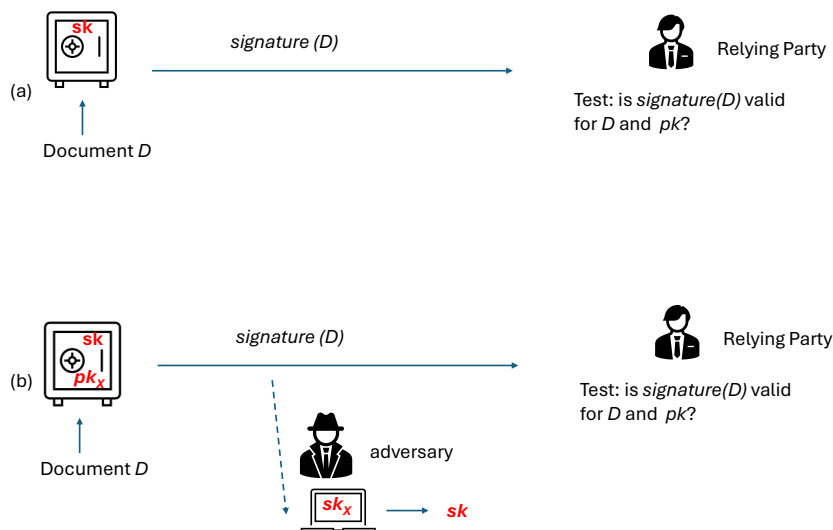 sk
signature (D)
Relying Party
(a)
Test: is signature(D) valid
for D and pk?
Document D
sk
signature (D)
Relying Party
(b)
pkX
Test: is signature(D) valid
for D and pk?
adversary
Document D
skX
sk